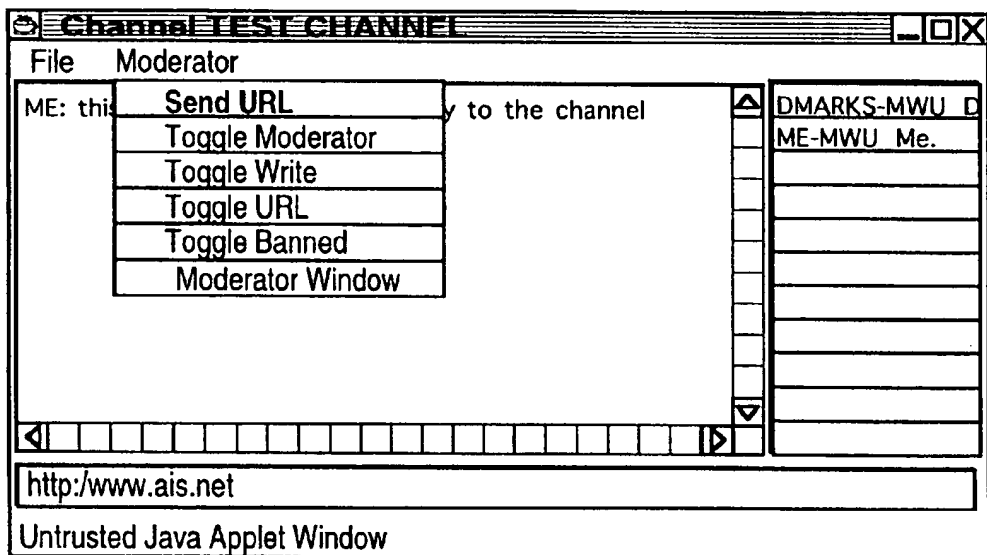 Channel TEST CHANNEL
File Moderator
ME: this y to the channel
Send URL
Toggle Moderator
Toggle Write
Toggle URL
Toggle Banned
Moderator Window
DMARKS-MWU D
ME-MWU Me.
http:/www.ais.net
Untrusted Java Applet Window